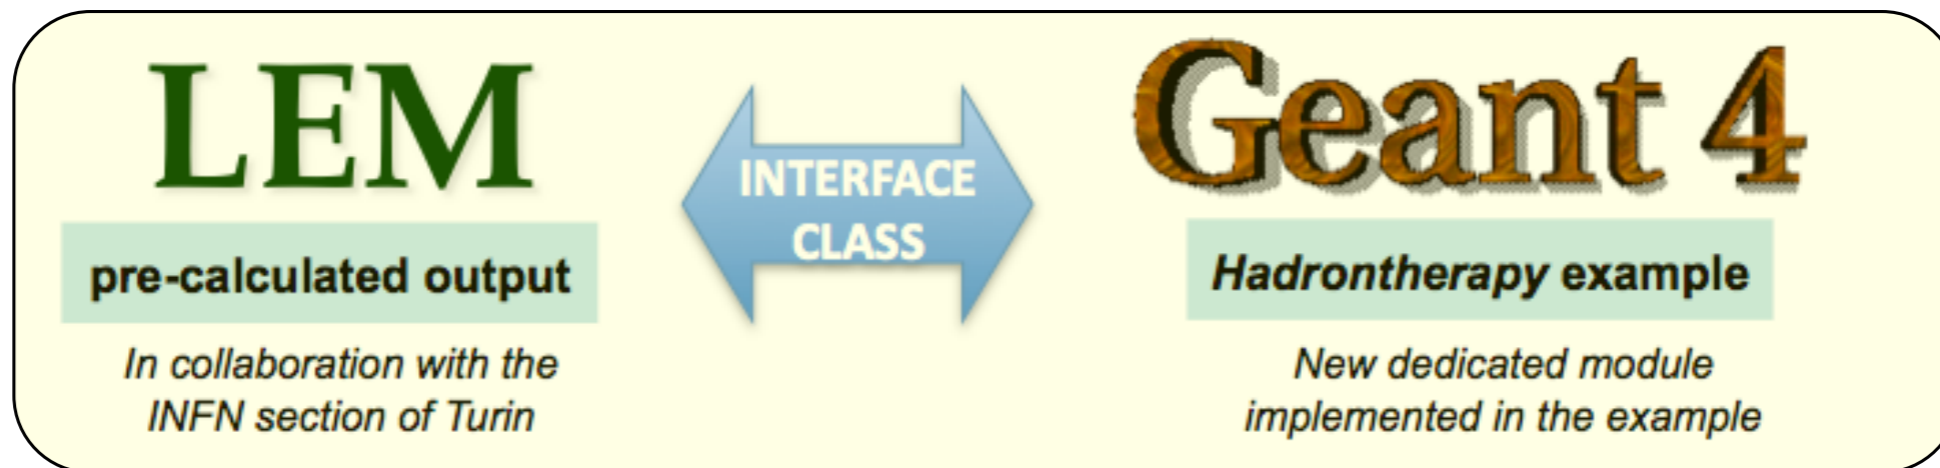 LEM
pre-calculated output
In collaboration with the
INFN section of Turin
INTERFACE
CLASS
Geant 4
Hadrontherapy example
New dedicated module
implemented in the example